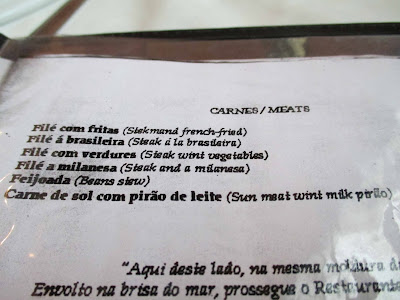 CARNES/MEATS
Filé com fritas (Stekmand french-fried)
Filé á brasileira (Steak á la brasileira)
Filé com verdures (Steak wint vegetables)
Filé a milanesa (Steak and a milanesa)
Feijoada (Beans stew)
Carne de sol com pirão de leite (Sun meat wint milk pirão)
"Aqui deste lado, na mesma moldura da
Envolto na brisa do mar, prossegue o Restaurante